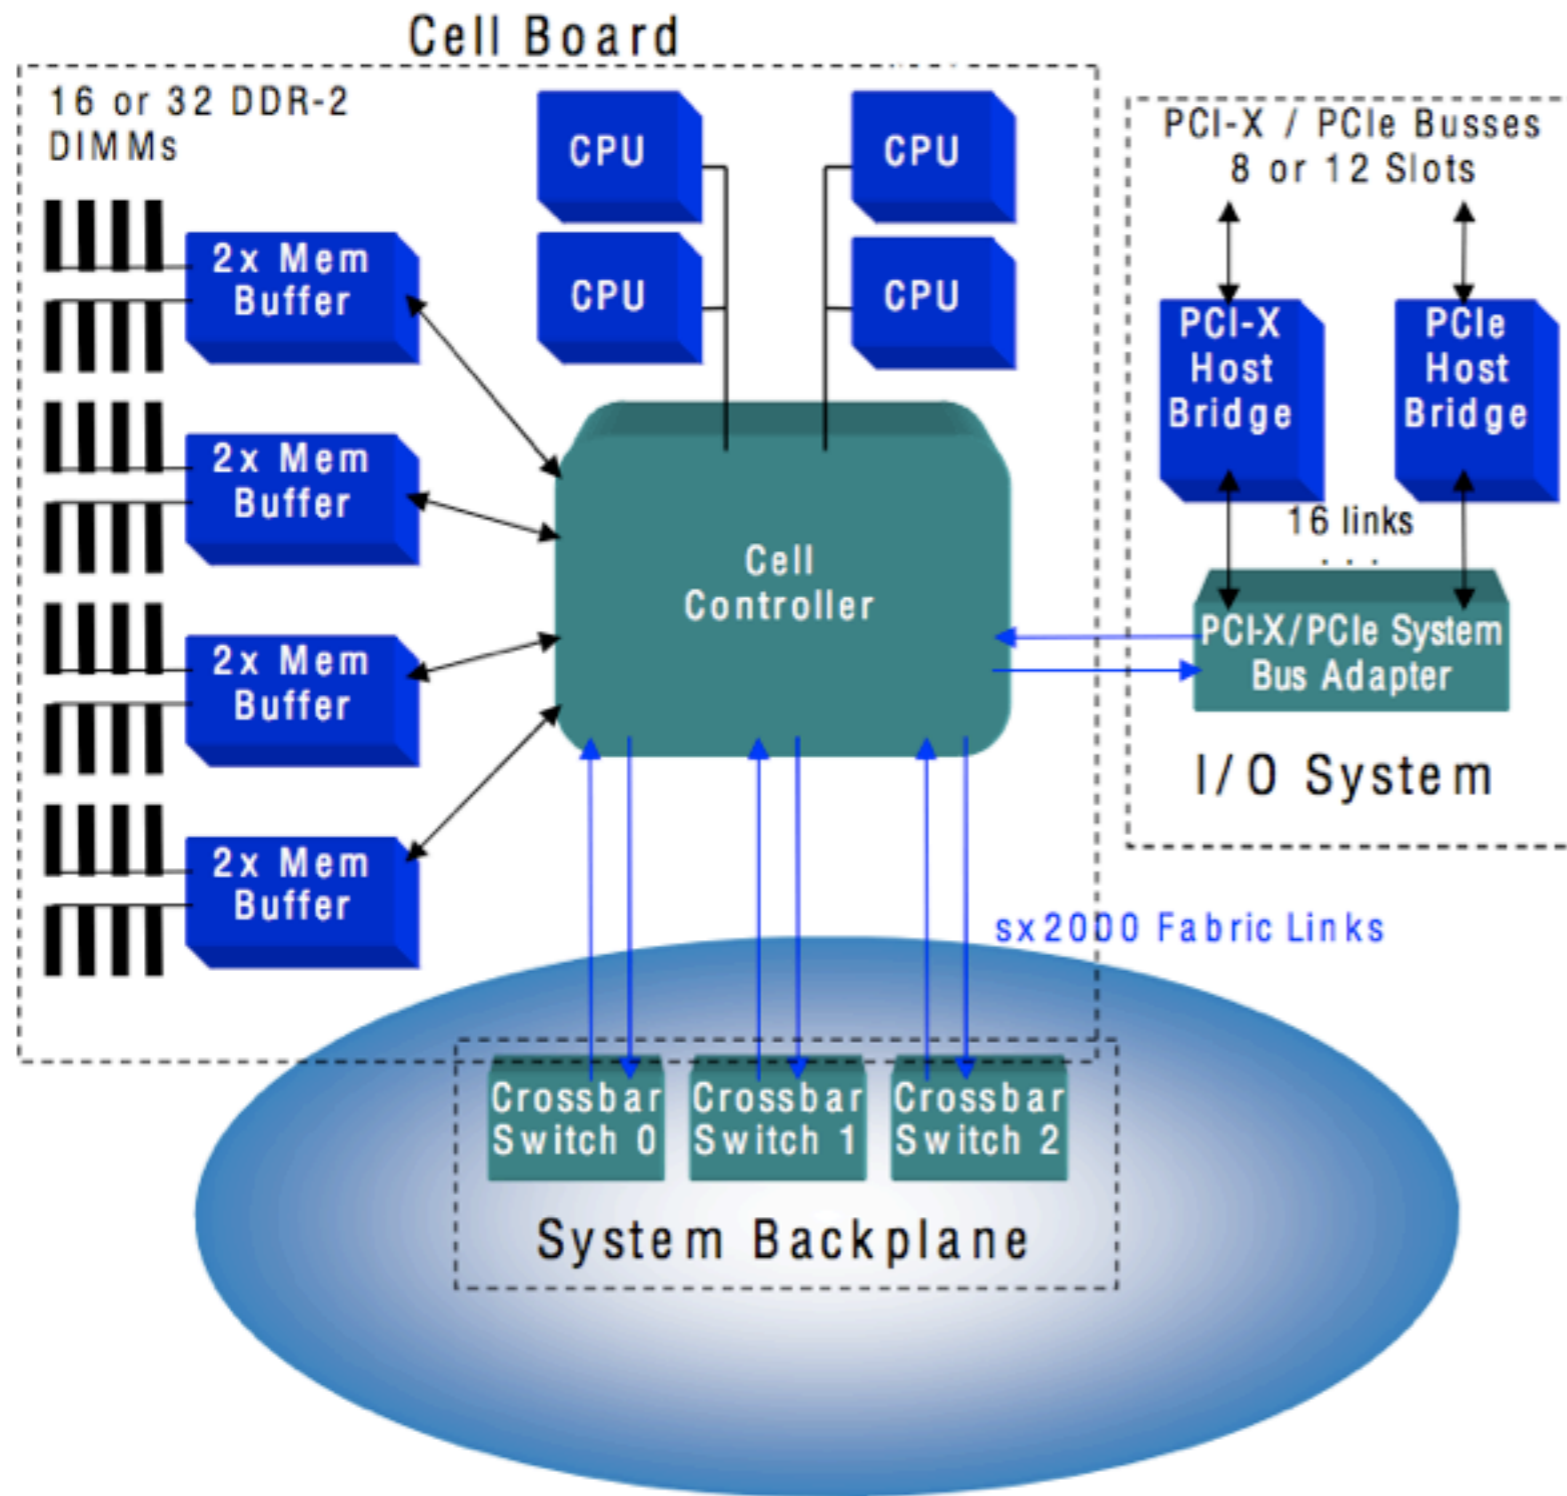 Cell Board
16 or 32 DDR-2
DIMMs
CPU
CPU
CPU
CPU
2x Mem
Buffer
2x Mem
Buffer
2x Mem
Buffer
2x Mem
Buffer
Cell
Controller
PCI-X / PCIe Busses
8 or 12 Slots
PCI-X
Host
Bridge
PCIe
Host
Bridge
16 links
. . .
PCI-X/PCIe System
Bus Adapter
I/O System
sx2000 Fabric Links
Crossbar
Switch 0
Crossbar
Switch 1
Crossbar
Switch 2
System Backplane